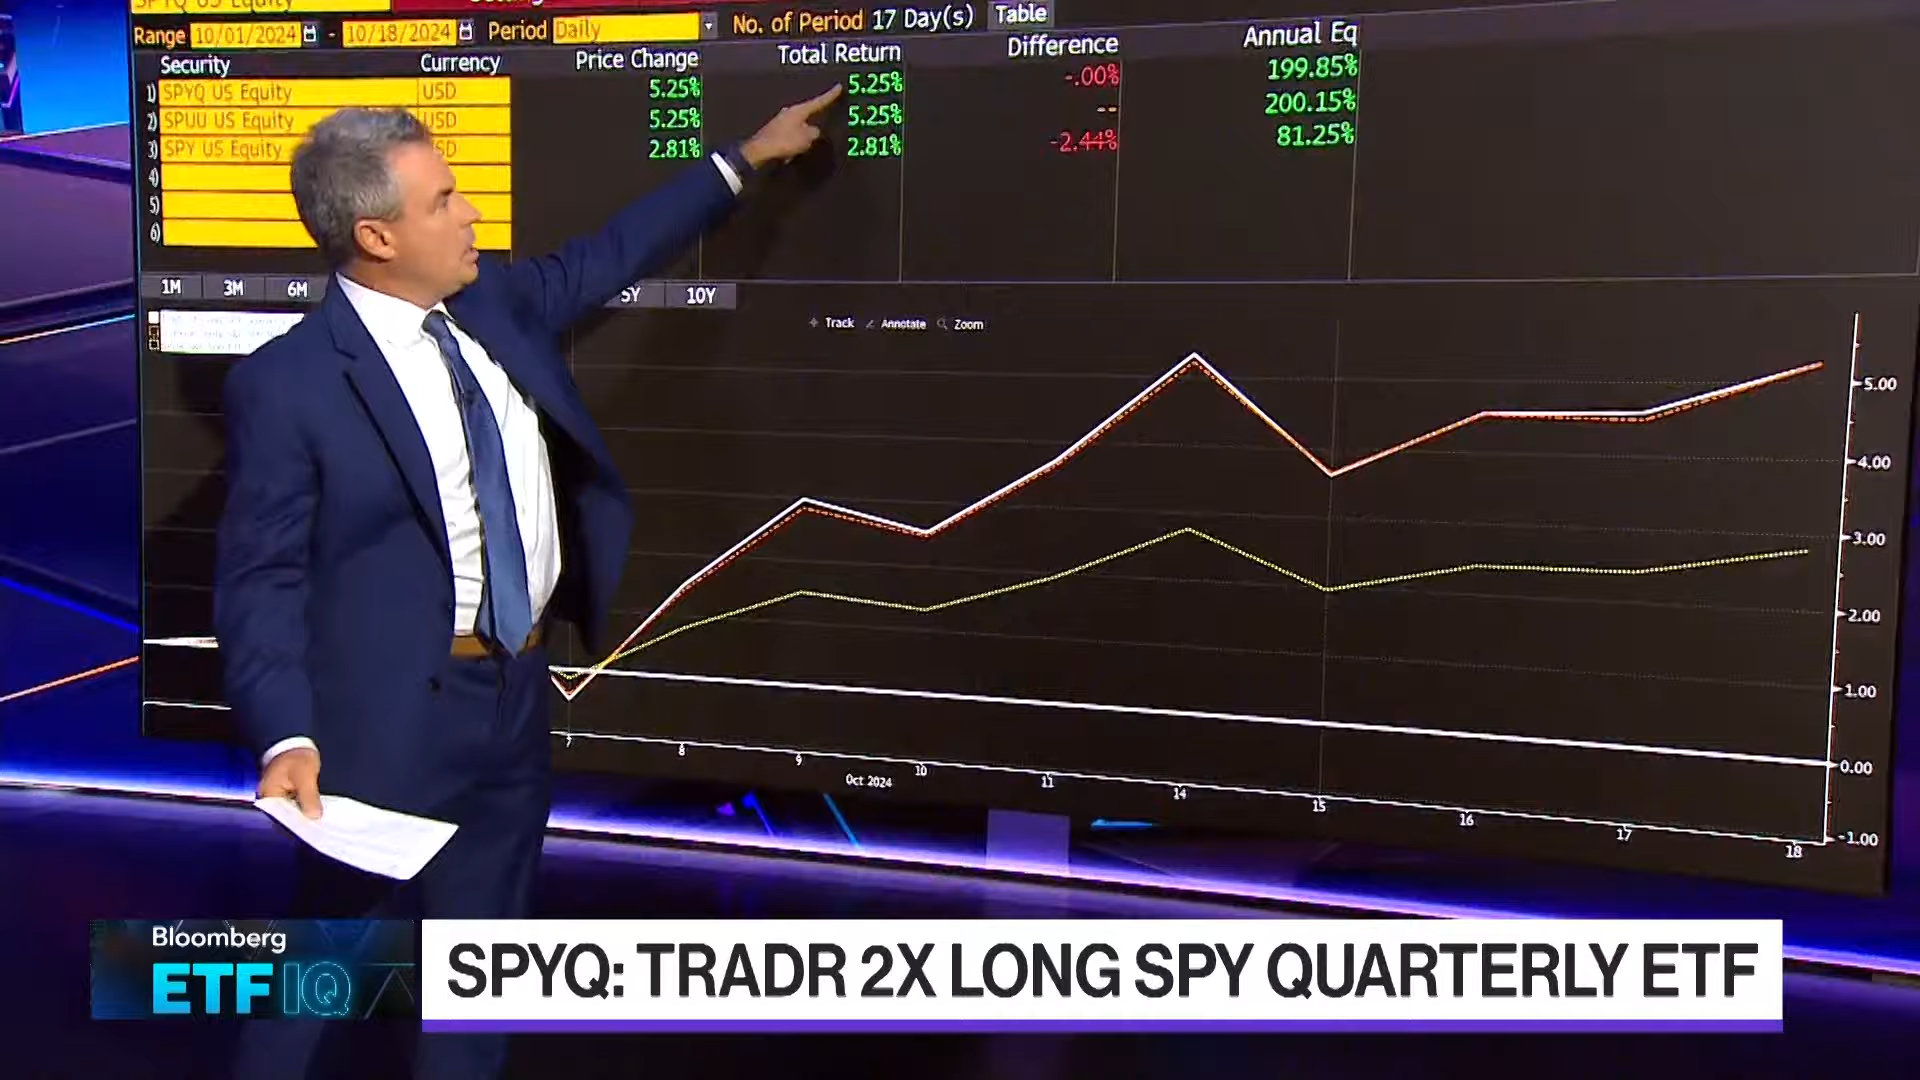 SPYQ US Equity
Range 10/01/2024 - 10/18/2024 Period Daily No. of Period 17 Day(s) Table
Security Currency Price Change Total Return Difference Annual Eq
1) SPYQ US Equity USD 5.25% 5.25% -.00% 199.85%
2) SPUU US Equity USD 5.25% 5.25% -- 200.15%
3) SPY US Equity SD 2.81% 2.81% -2.44% 81.25%
4)
5)
6)
1M 3M 6M 5Y 10Y
Track Annotate Zoom
5.00
4.00
3.00
2.00
1.00
0.00
-1.00
7 8 9 10 11 14 15 16 17 18
Oct 2024
Bloomberg
ETF IQ
SPYQ: TRADR 2X LONG SPY QUARTERLY ETF